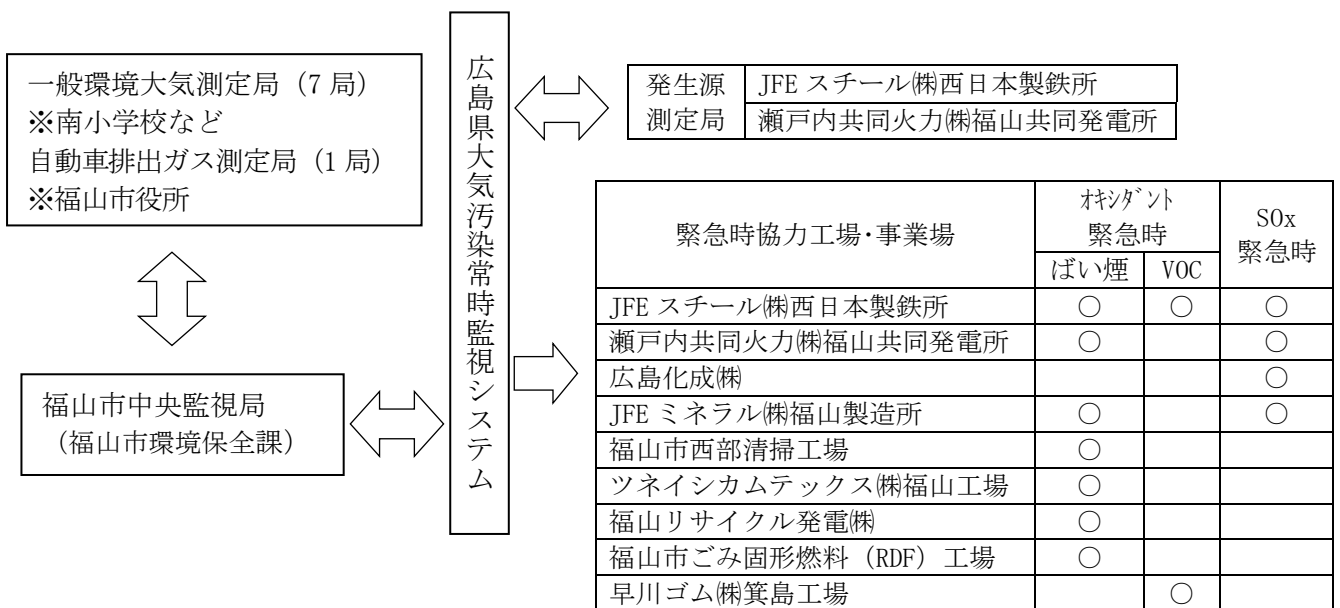 一般環境大気測定局（7 局）
※南小学校など
自動車排出ガス測定局（1 局）
※福山市役所
福山市中央監視局
（福山市環境保全課）
広島県大気汚染常時監視システム
発生源
測定局
JFE スチール㈱西日本製鉄所
瀬戸内共同火力㈱福山共同発電所
緊急時協力工場・事業場
ｵｷｼﾀﾞﾝﾄ
緊急時
SOx
緊急時
ばい煙 VOC
JFE スチール㈱西日本製鉄所 ○ ○ ○
瀬戸内共同火力㈱福山共同発電所 ○ ○
広島化成㈱ ○
JFE ミネラル㈱福山製造所 ○ ○
福山市西部清掃工場 ○
ツネイシカムテックス㈱福山工場 ○
福山リサイクル発電㈱ ○
福山市ごみ固形燃料（RDF）工場 ○
早川ゴム㈱箕島工場 ○